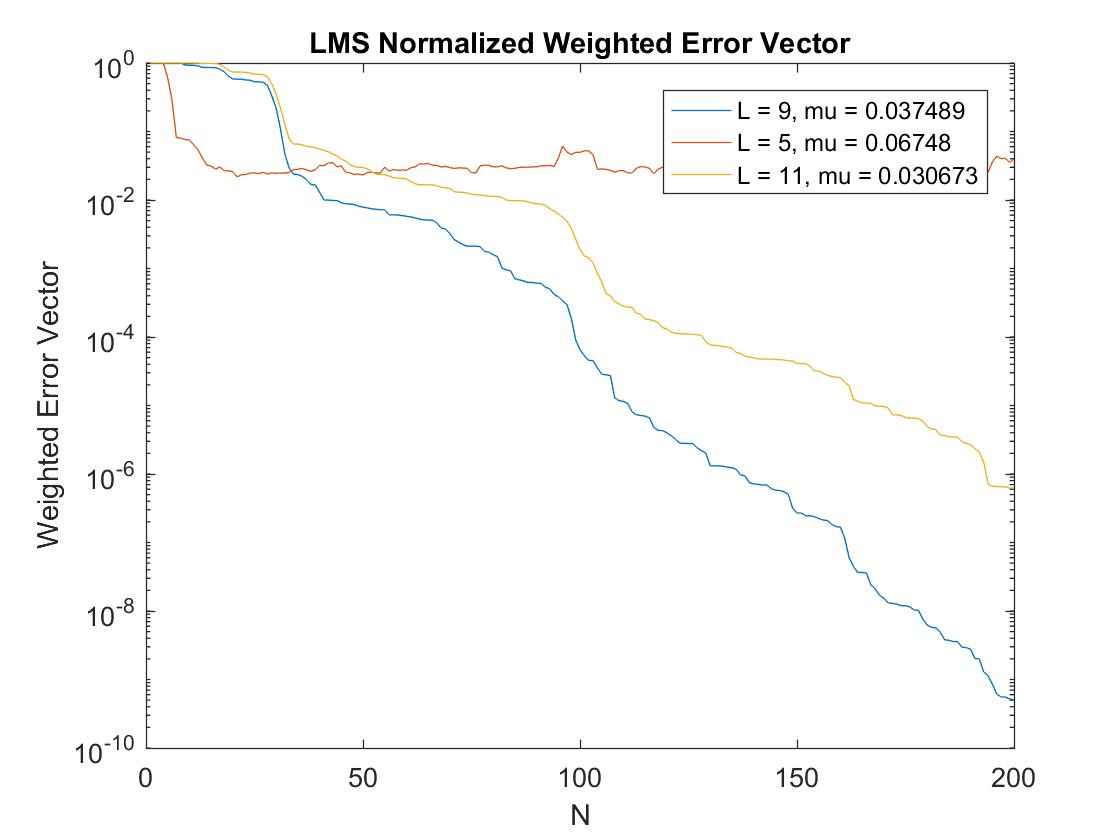 LMS Normalized Weighted Error Vector
10^0
10^-2
10^-4
10^-6
10^-8
10^-10
Weighted Error Vector
L = 9, mu = 0.037489
L = 5, mu = 0.06748
L = 11, mu = 0.030673
0 50 100 150 200
N